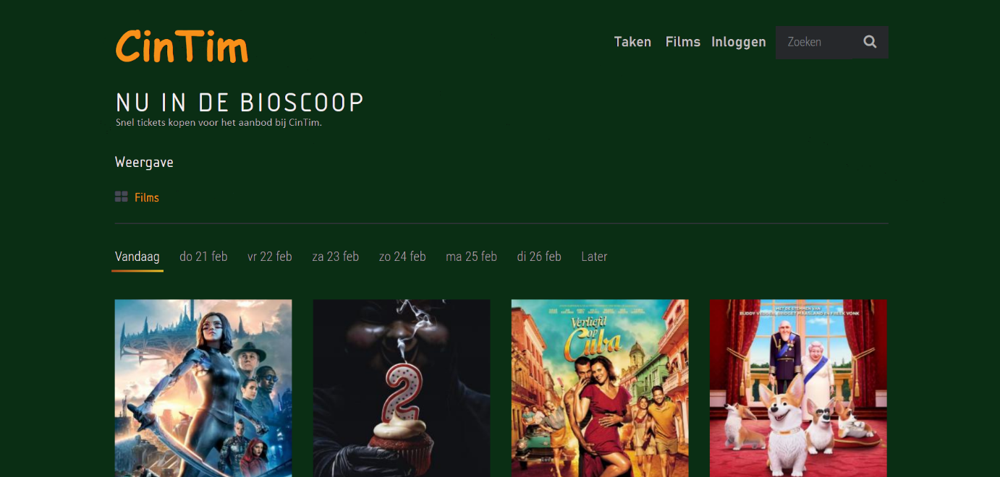 CinTim
Taken Films Inloggen Zoeken
NU IN DE BIOSCOOP
Snel tickets kopen voor het aanbod bij CinTim.
Weergave
Films
Vandaag do 21 feb vr 22 feb za 23 feb zo 24 feb ma 25 feb di 26 feb Later
2
Verliefd
op
Cuba
MET DE STEMMEN VAN
BUDDY VEDDER, BRIDGET MAASLAND EN FREEK VONK